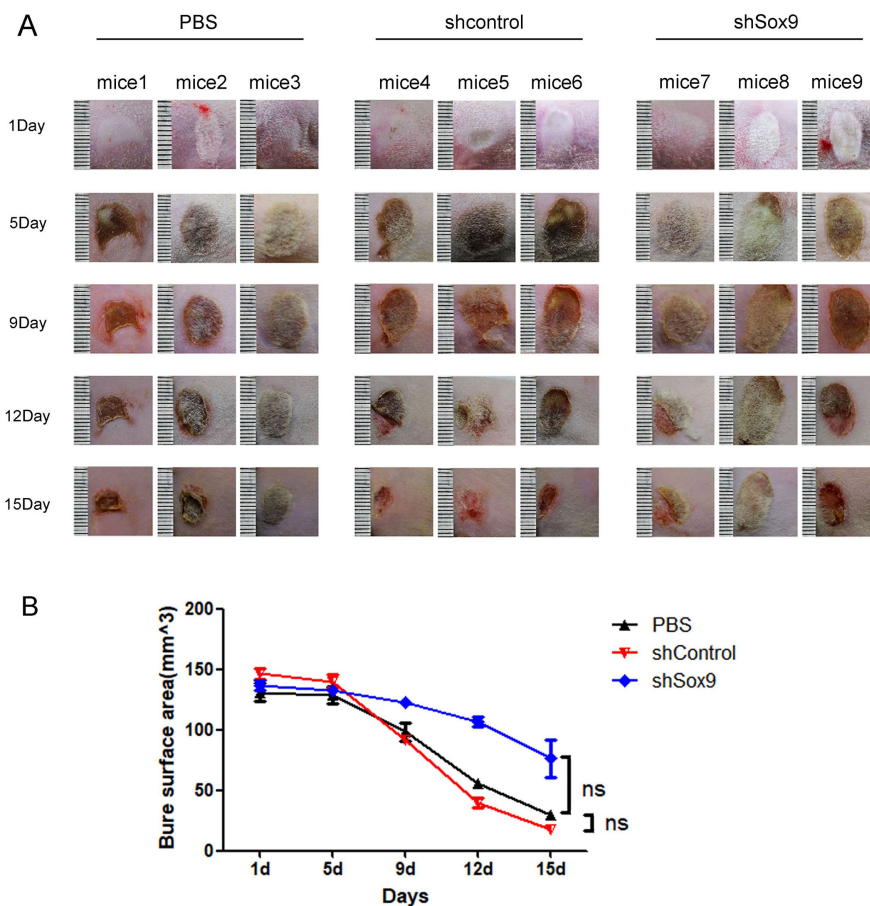 A
PBS shcontrol shSox9
mice1 mice2 mice3 mice4 mice5 mice6 mice7 mice8 mice9
1Day
5Day
9Day
12Day
15Day
B
200
150
100
50
0
Bure surface area(mm^3)
1d 5d 9d 12d 15d
Days
PBS
shControl
shSox9
ns
ns